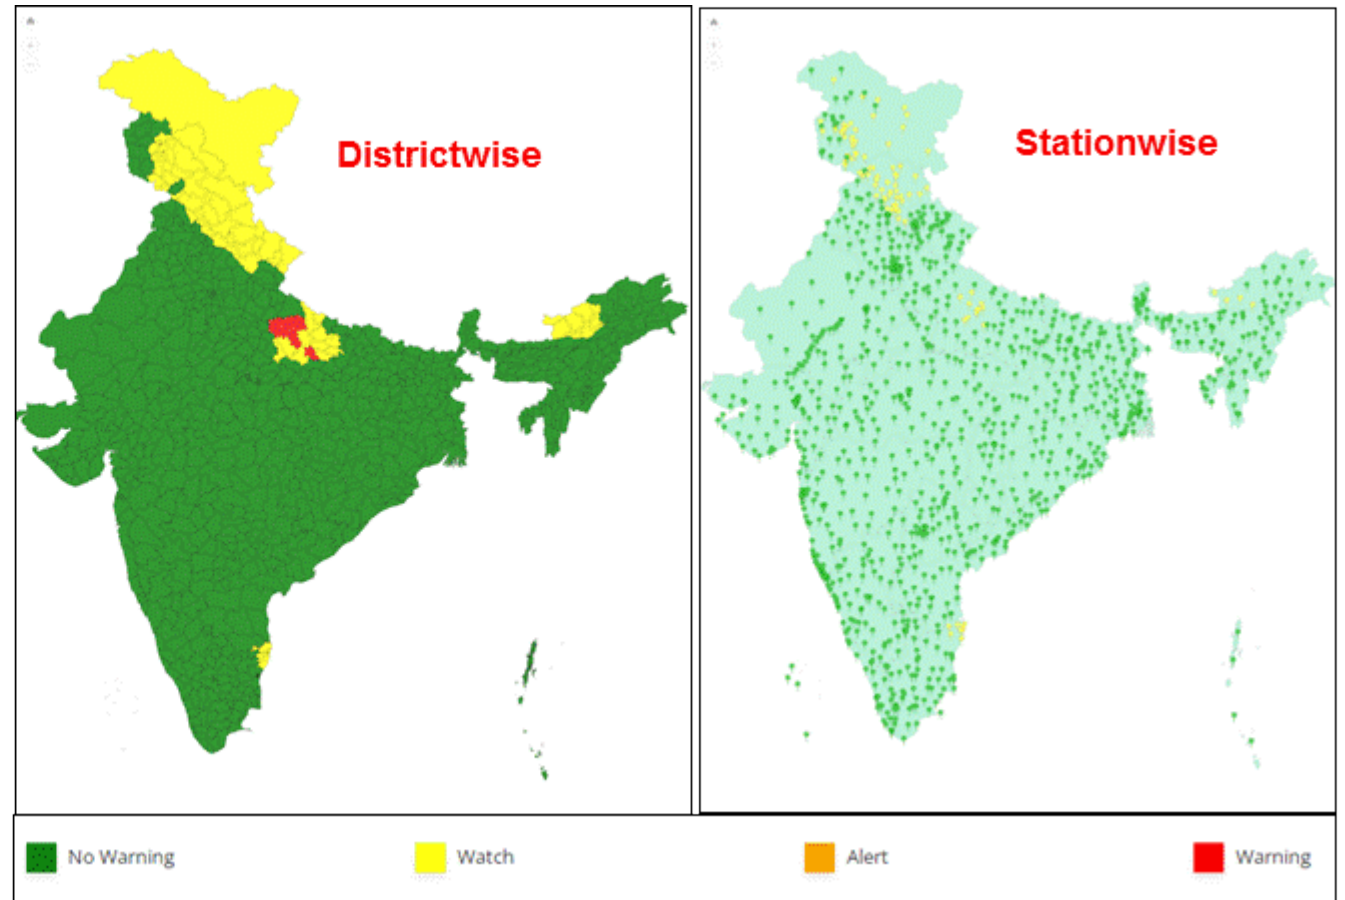 Districtwise
Stationwise
No Warning
Watch
Alert
Warning